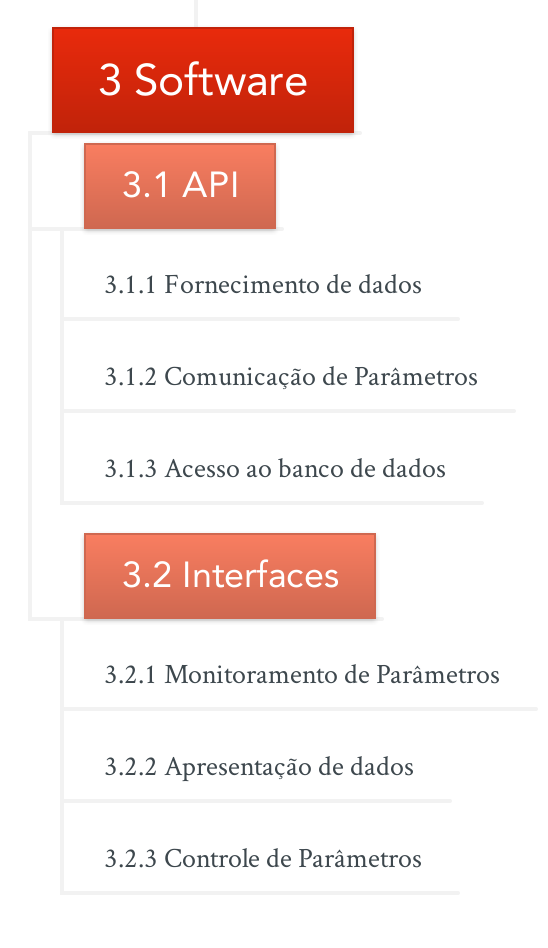 3 Software
3.1 API
3.1.1 Fornecimento de dados
3.1.2 Comunicação de Parâmetros
3.1.3 Acesso ao banco de dados
3.2 Interfaces
3.2.1 Monitoramento de Parâmetros
3.2.2 Apresentação de dados
3.2.3 Controle de Parâmetros